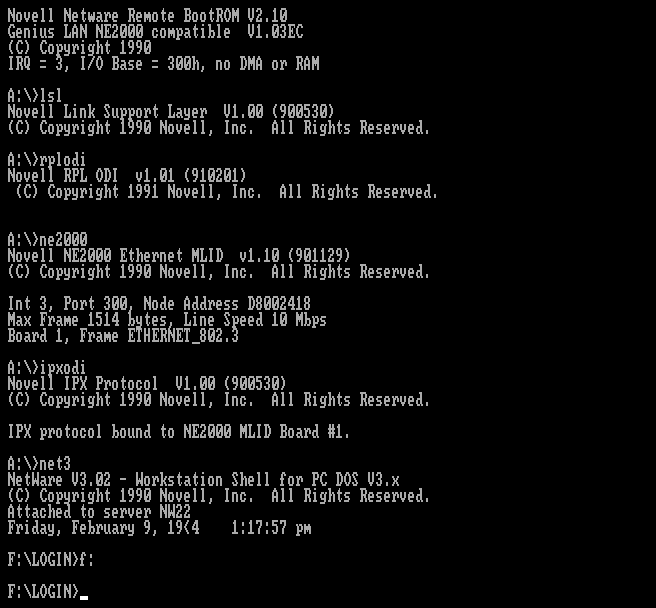 Novell Netware Remote BootROM V2.10
Genius LAN NE2000 compatible  V1.03EC
(C) Copyright 1990
IRQ = 3, I/O Base = 300h, no DMA or RAM
A:\>lsl
Novell Link Support Layer  V1.00 (900530)
(C) Copyright 1990 Novell, Inc.  All Rights Reserved.
A:\>rplodi
Novell RPL ODI  v1.01 (910201)
(C) Copyright 1991 Novell, Inc.  All Rights Reserved.
A:\>ne2000
Novell NE2000 Ethernet MLID  v1.10 (901129)
(C) Copyright 1990 Novell, Inc.  All Rights Reserved.
Int 3, Port 300, Node Address D8002418
Max Frame 1514 bytes, Line Speed 10 Mbps
Board 1, Frame ETHERNET_802.3
A:\>ipxodi
Novell IPX Protocol  V1.00 (900530)
(C) Copyright 1990 Novell, Inc.  All Rights Reserved.
IPX protocol bound to NE2000 MLID Board #1.
A:\>net3
NetWare V3.02 - Workstation Shell for PC DOS V3.x
(C) Copyright 1990 Novell, Inc.  All Rights Reserved.
Attached to server NW22
Friday, February 9, 19<4    1:17:57 pm
F:\LOGIN>f:
F:\LOGIN>_